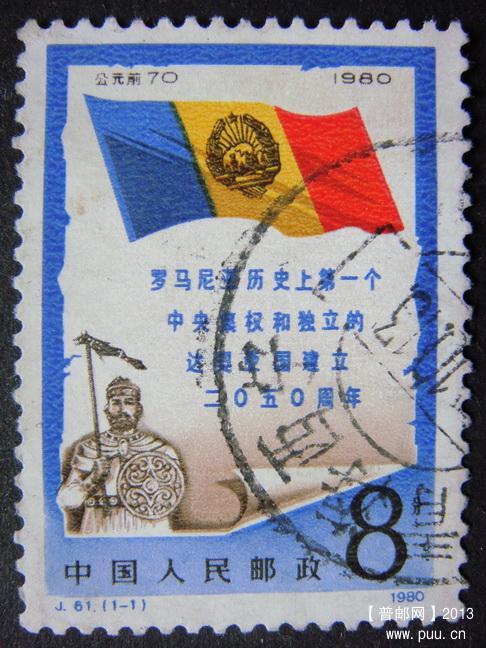 公元前70 1980
罗马尼亚历史上第一个
中央集权和独立的
达契亚国建立
二〇五〇周年
8分
中国人民邮政
J. 61. (1-1) 1980
【普邮网】2013
www.puu.cn